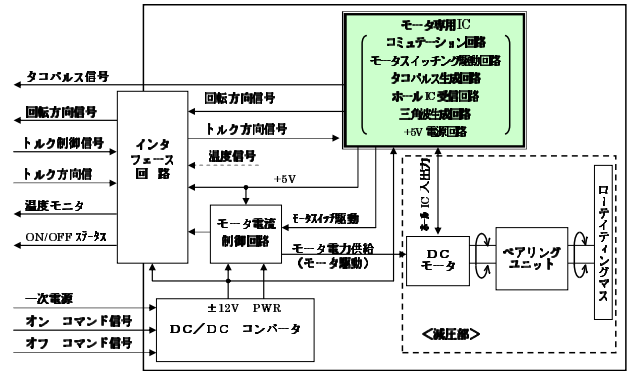 モータ専用IC
コミュテーション回路
モータスイッチング駆動回路
タコパルス生成回路
ホールIC受信回路
三角波生成回路
+5V 電源回路
タコパルス信号
回転方向信号
トルク制御信号
トルク方向信
温度モニタ
ON/OFF ステータス
インタ
フェース
回 路
回転方向信号
トルク方向信号
温度信号
+5V
モータ電流
制御回路
モータスイッチ駆動
モータ電力供給
(モータ駆動)
ホールIC 入出力
DC
モータ
ベアリング
ユニット
ローテイティングマス
<減圧部>
一次電源
オン コマンド信号
オフ コマンド信号
±12V PWR
DC/DC コンバータ